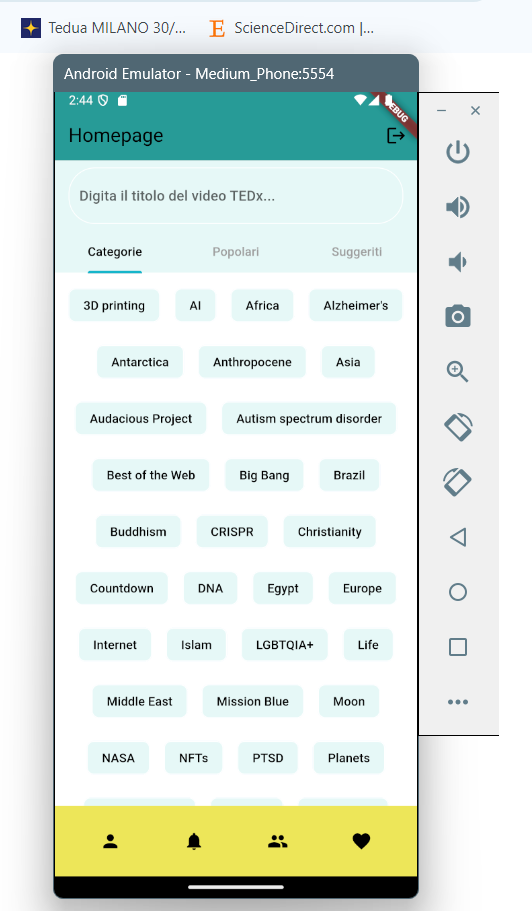 Tedua MILANO 30/... E ScienceDirect.com |...
Android Emulator - Medium_Phone:5554
2:44
DEBUG
Homepage
Digita il titolo del video TEDx...
Categorie Popolari Suggeriti
3D printing AI Africa Alzheimer's
Antarctica Anthropocene Asia
Audacious Project Autism spectrum disorder
Best of the Web Big Bang Brazil
Buddhism CRISPR Christianity
Countdown DNA Egypt Europe
Internet Islam LGBTQIA+ Life
Middle East Mission Blue Moon
NASA NFTs PTSD Planets